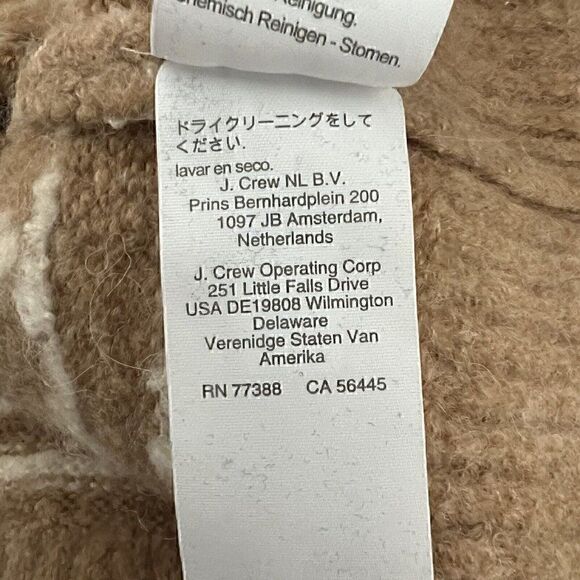 Reinigung.
Chemisch Reinigen - Stomen.
ドライクリーニングをして
ください.
lavar en seco.
J. Crew NL B.V.
Prins Bernhardplein 200
1097 JB Amsterdam,
Netherlands
J. Crew Operating Corp
251 Little Falls Drive
USA DE19808 Wilmington
Delaware
Verenidge Staten Van
Amerika
RN 77388 CA 56445